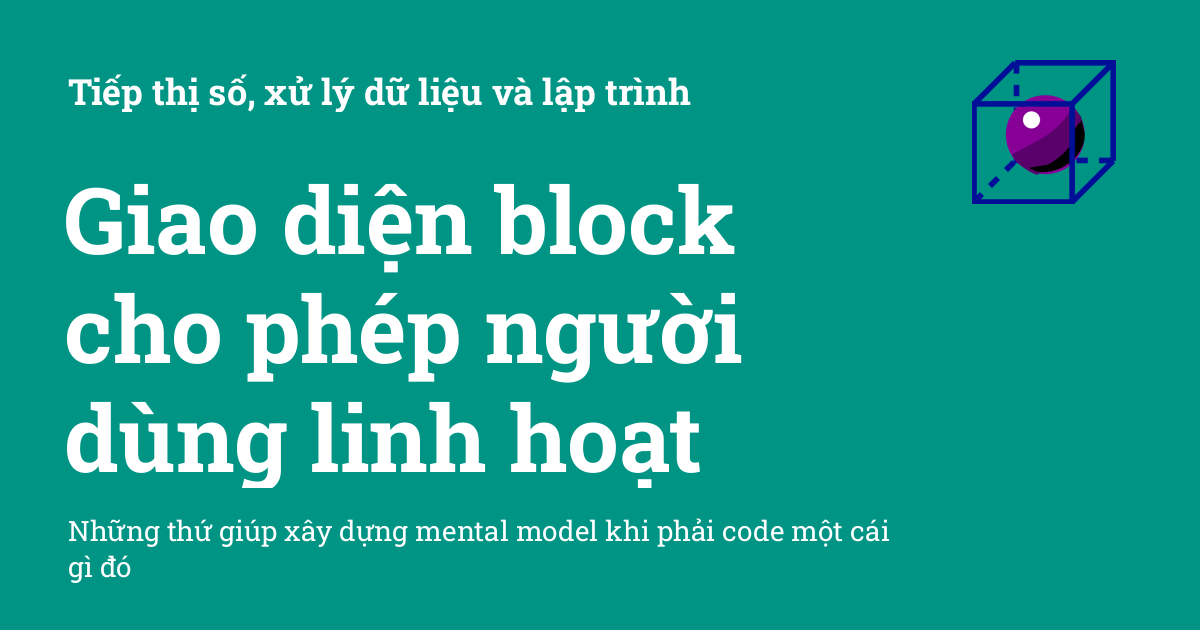 Tiếp thị số, xử lý dữ liệu và lập trình
Giao diện block
cho phép người
dùng linh hoạt
Những thứ giúp xây dựng mental model khi phải code một cái
gì đó